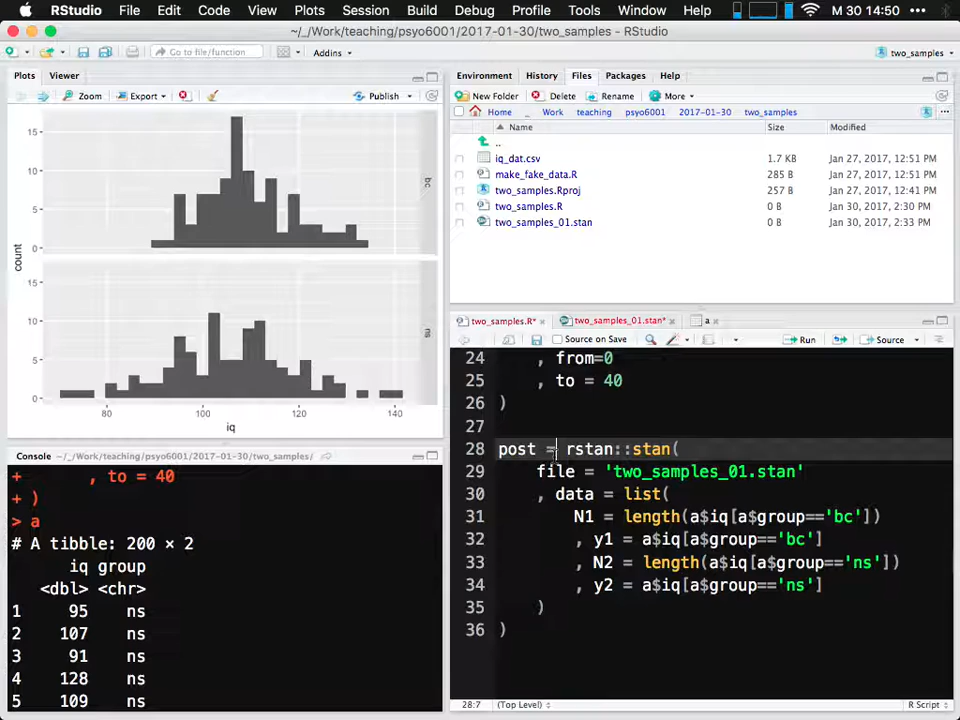 RStudio File Edit Code View Plots Session Build Debug Profile Tools Window Help M 30 14:50
~/Work/teaching/psyo6001/2017-01-30/two_samples - RStudio
Go to file/function Addins two_samples
Plots Viewer
Zoom Export Publish
15
10
5
0
bc
count
15
10
5
0
ns
80 100 120 140
iq
Environment History Files Packages Help
New Folder Delete Rename More
Home Work teaching psyo6001 2017-01-30 two_samples
Name Size Modified
..
iq_dat.csv 1.7 KB Jan 27, 2017, 12:51 PM
make_fake_data.R 285 B Jan 27, 2017, 12:51 PM
two_samples.Rproj 257 B Jan 27, 2017, 12:41 PM
two_samples.R 0 B Jan 30, 2017, 2:30 PM
two_samples_01.stan 0 B Jan 30, 2017, 2:33 PM
Console ~/Work/teaching/psyo6001/2017-01-30/two_samples/
+ , to = 40
+ )
> a
# A tibble: 200 × 2
iq group
<dbl> <chr>
1 95 ns
2 107 ns
3 91 ns
4 128 ns
5 109 ns
two_samples.R* two_samples_01.stan* a
Source on Save Run Source
24 , from=0
25 , to = 40
26 )
27
28 post = rstan::stan(
29 file = 'two_samples_01.stan'
30 , data = list(
31 N1 = length(a$iq[a$group=='bc'])
32 , y1 = a$iq[a$group=='bc']
33 , N2 = length(a$iq[a$group=='ns'])
34 , y2 = a$iq[a$group=='ns']
35 )
36 )
28:7 (Top Level) R Script